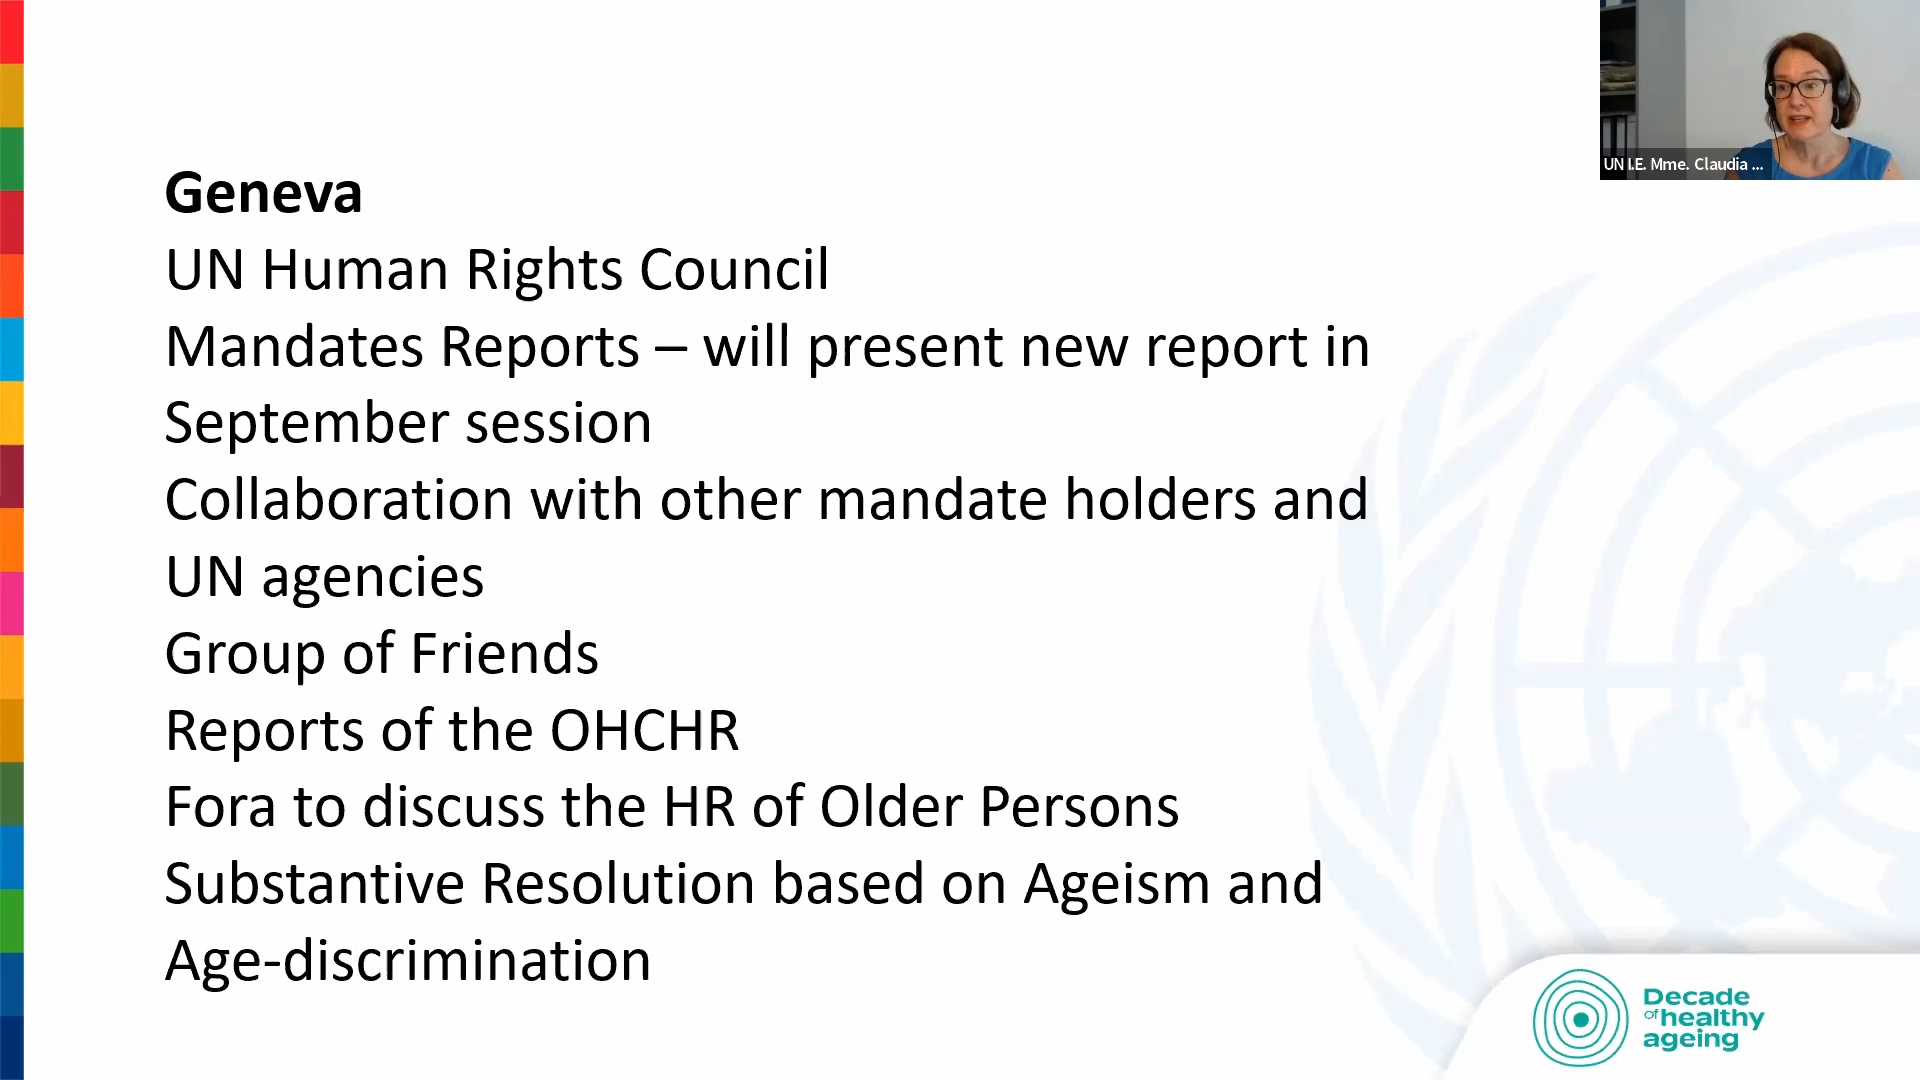 Geneva
UN Human Rights Council
Mandates Reports – will present new report in
September session
Collaboration with other mandate holders and
UN agencies
Group of Friends
Reports of the OHCHR
Fora to discuss the HR of Older Persons
Substantive Resolution based on Ageism and
Age-discrimination
UN I.E. Mme. Claudia ...
Decade
of healthy
ageing